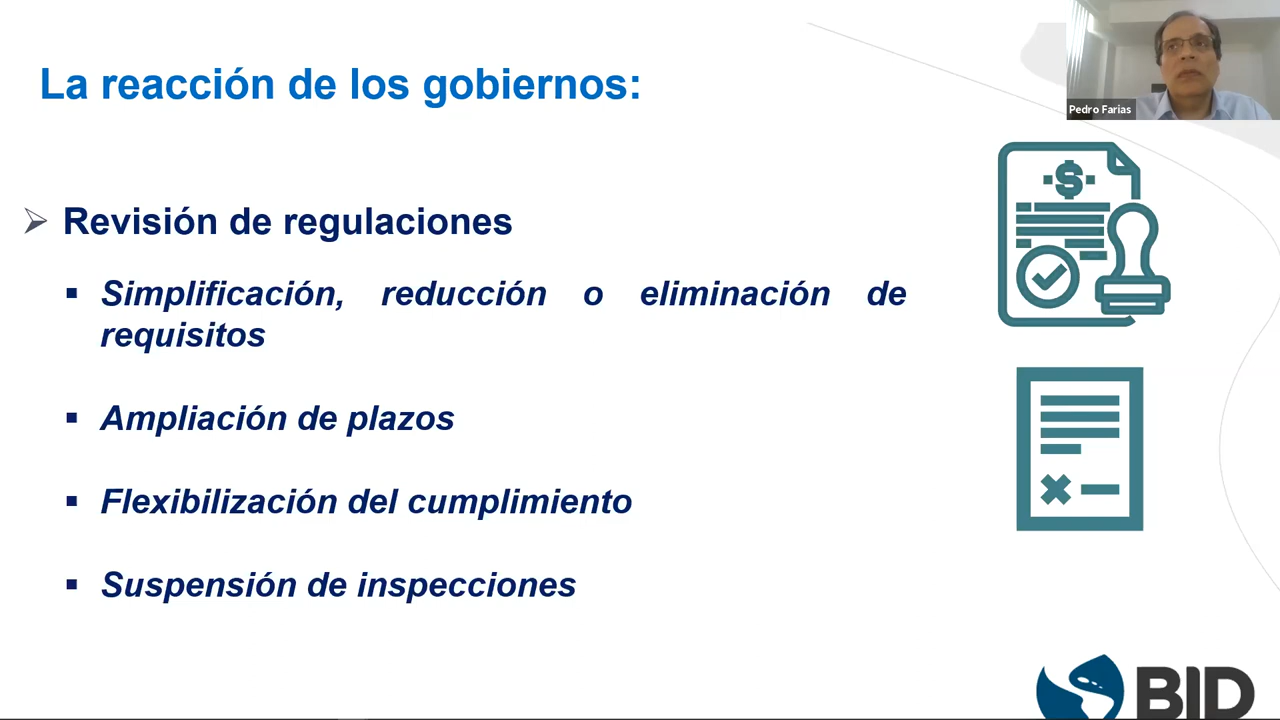 La reacción de los gobiernos:
Pedro Farias
Revisión de regulaciones
Simplificación, reducción o eliminación de
requisitos
Ampliación de plazos
Flexibilización del cumplimiento
Suspensión de inspecciones
BID